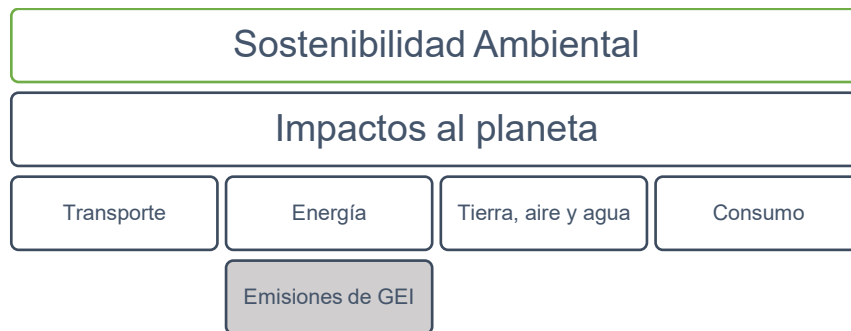 Sostenibilidad Ambiental
Impactos al planeta
Transporte
Energía
Tierra, aire y agua
Consumo
Emisiones de GEI